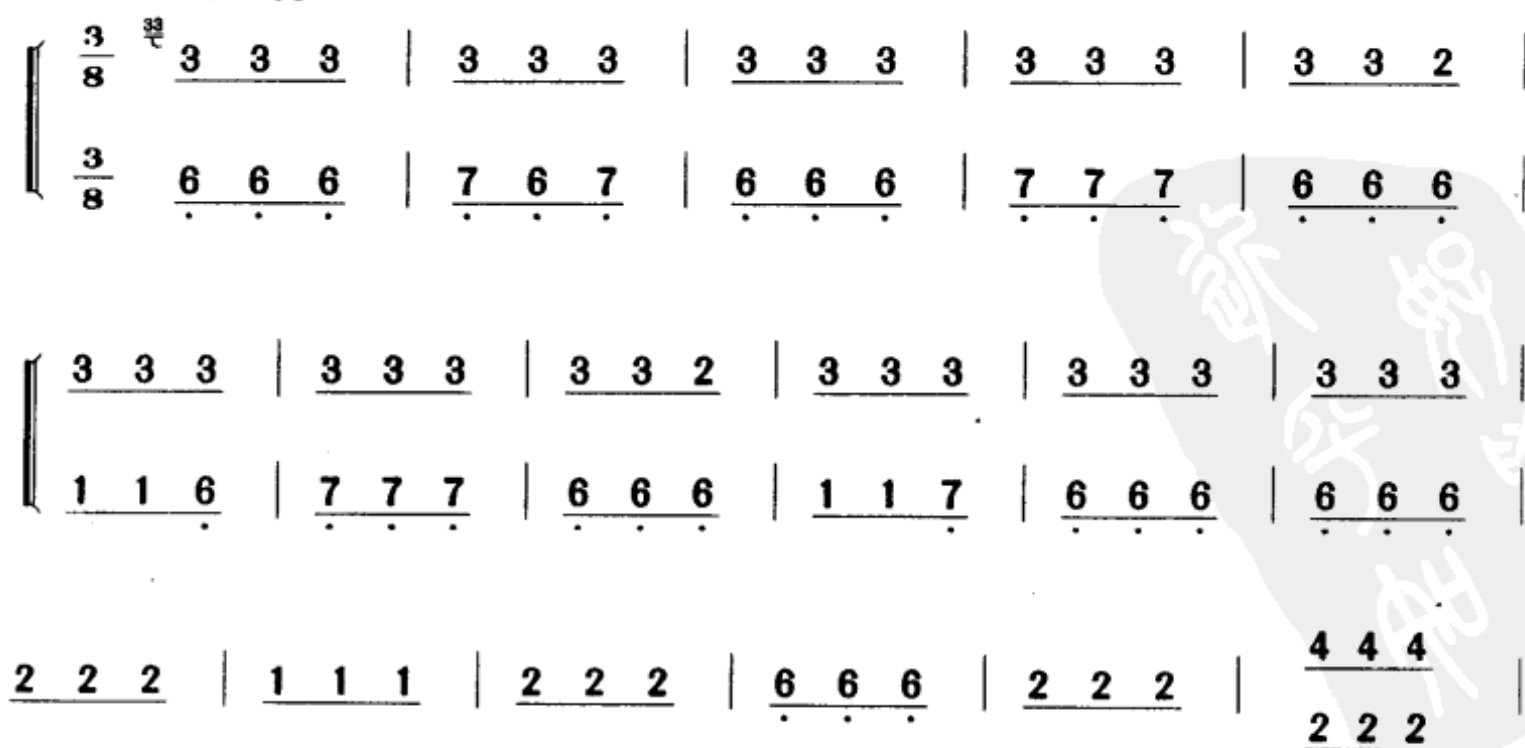 3/8 33 3 3 3 | 3 3 3 | 3 3 3 | 3 3 3 | 3 3 2 |
3/8 6̣ 6̣ 6̣ | 7̣ 6̣ 7̣ | 6̣ 6̣ 6̣ | 7̣ 7̣ 7̣ | 6̣ 6̣ 6̣ |
3 3 3 | 3 3 3 | 3 3 2 | 3 3 3 | 3 3 3 | 3 3 3 |
1 1 6̣ | 7̣ 7̣ 7̣ | 6̣ 6̣ 6̣ | 1 1 7̣ | 6̣ 6̣ 6̣ | 6̣ 6̣ 6̣ |
2 2 2 | 1 1 1 | 2 2 2 | 6̣ 6̣ 6̣ | 2 2 2 | 4 4 4 |
2 2 2